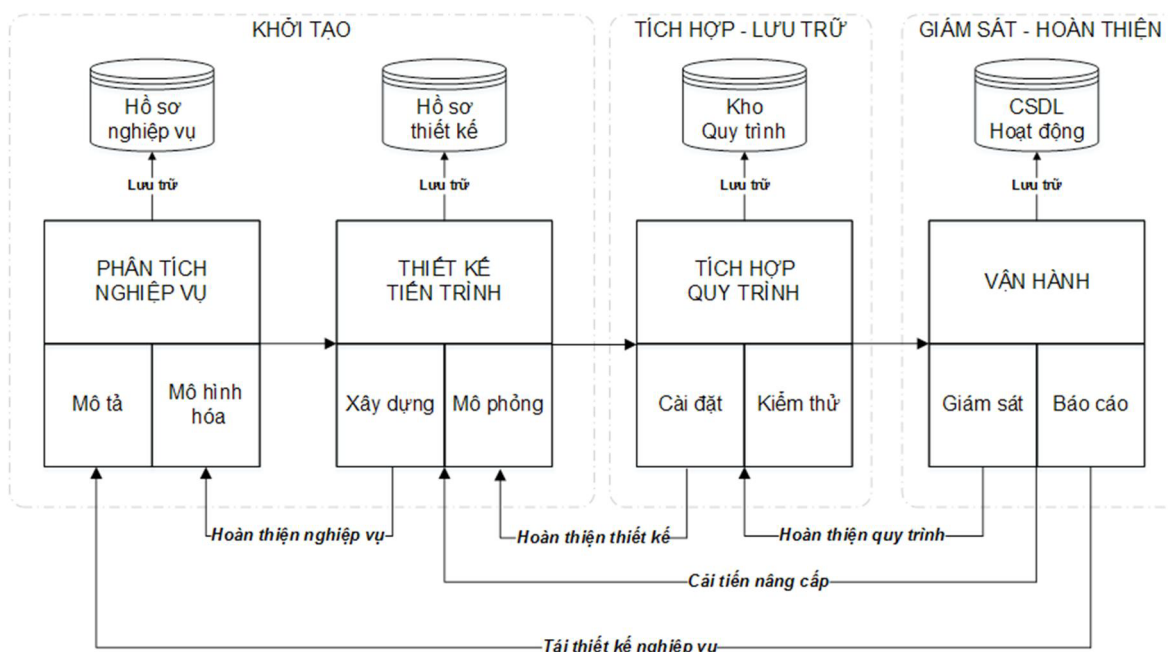 KHỞI TẠO
TÍCH HỢP - LƯU TRỮ
GIÁM SÁT - HOÀN THIỆN
Hồ sơ
nghiệp vụ
Hồ sơ
thiết kế
Kho
Quy trình
CSDL
Hoạt động
Lưu trữ
Lưu trữ
Lưu trữ
Lưu trữ
PHÂN TÍCH
NGHIỆP VỤ
THIẾT KẾ
TIẾN TRÌNH
TÍCH HỢP
QUY TRÌNH
VẬN HÀNH
Mô tả
Mô hình
hóa
Xây dựng
Mô phỏng
Cài đặt
Kiểm thử
Giám sát
Báo cáo
Hoàn thiện nghiệp vụ
Hoàn thiện thiết kế
Hoàn thiện quy trình
Cải tiến nâng cấp
Tái thiết kế nghiệp vụ